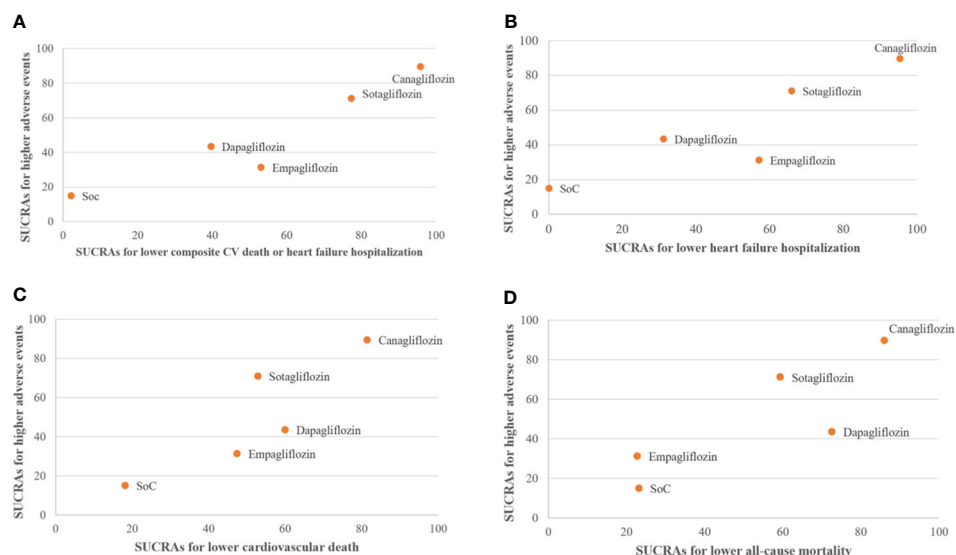 A
SUCRAs for higher adverse events
100
80
60
40
20
0
Canagliflozin
Sotagliflozin
Dapagliflozin
Empagliflozin
Soc
0 20 40 60 80 100
SUCRAs for lower composite CV death or heart failure hospitalization
B
SUCRAs for higher adverse events
100
80
60
40
20
0
Canagliflozin
Sotagliflozin
Dapagliflozin
Empagliflozin
SoC
0 20 40 60 80 100
SUCRAs for lower heart failure hospitalization
C
SUCRAs for higher adverse events
100
80
60
40
20
0
Canagliflozin
Sotagliflozin
Dapagliflozin
Empagliflozin
SoC
0 20 40 60 80 100
SUCRAs for lower cardiovascular death
D
SUCRAs for higher adverse events
100
80
60
40
20
0
Canagliflozin
Sotagliflozin
Dapagliflozin
Empagliflozin
SoC
0 20 40 60 80 100
SUCRAs for lower all-cause mortality